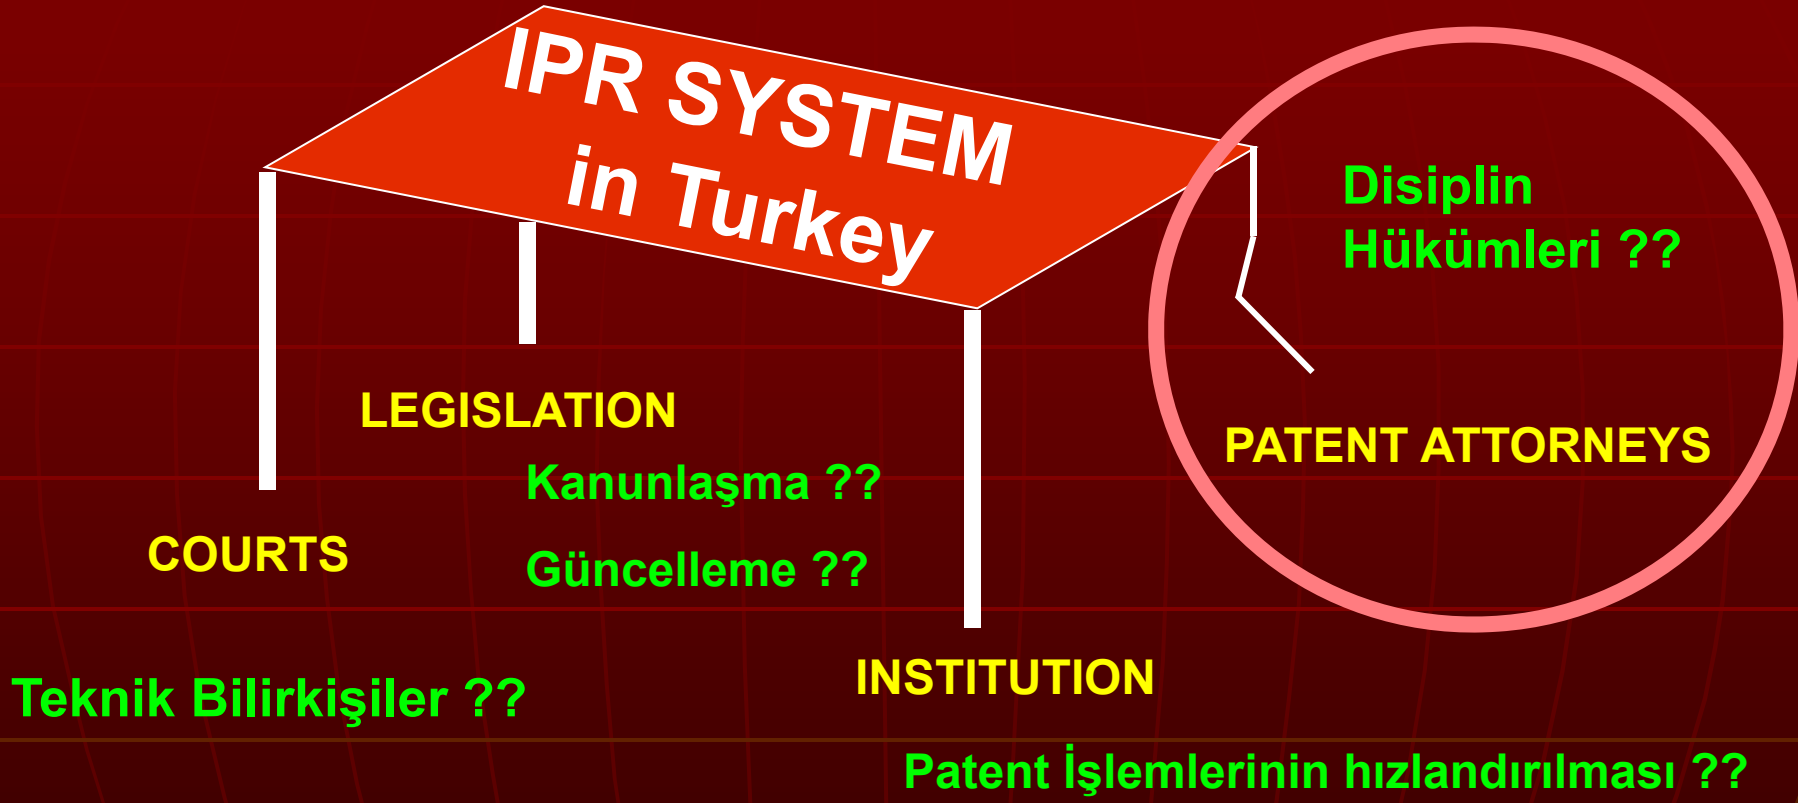 IPR SYSTEM
in Turkey
Disiplin
Hükümleri ??
LEGISLATION
PATENT ATTORNEYS
Kanunlaşma ??
COURTS
Güncelleme ??
INSTITUTION
Teknik Bilirkişiler ??
Patent İşlemlerinin hızlandırılması ??